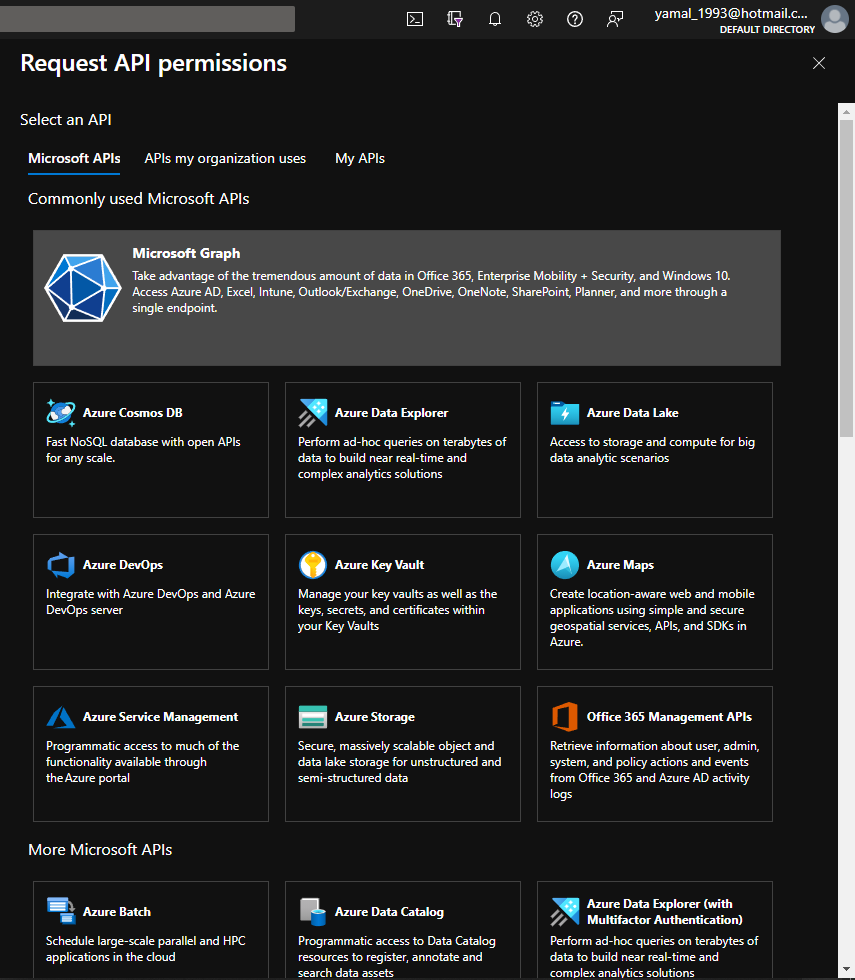 yamal_1993@hotmail.c...
DEFAULT DIRECTORY
Request API permissions
Select an API
Microsoft APIs
APIs my organization uses
My APIs
Commonly used Microsoft APIs
Microsoft Graph
Take advantage of the tremendous amount of data in Office 365, Enterprise Mobility + Security, and Windows 10.
Access Azure AD, Excel, Intune, Outlook/Exchange, OneDrive, OneNote, SharePoint, Planner, and more through a
single endpoint.
Azure Cosmos DB
Fast NoSQL database with open APIs
for any scale.
Azure Data Explorer
Perform ad-hoc queries on terabytes of
data to build near real-time and
complex analytics solutions
Azure Data Lake
Access to storage and compute for big
data analytic scenarios
Azure DevOps
Integrate with Azure DevOps and Azure
DevOps server
Azure Key Vault
Manage your key vaults as well as the
keys, secrets, and certificates within
your Key Vaults
Azure Maps
Create location-aware web and mobile
applications using simple and secure
geospatial services, APIs, and SDKs in
Azure.
Azure Service Management
Programmatic access to much of the
functionality available through
the Azure portal
Azure Storage
Secure, massively scalable object and
data lake storage for unstructured and
semi-structured data
Office 365 Management APIs
Retrieve information about user, admin,
system, and policy actions and events
from Office 365 and Azure AD activity
logs
More Microsoft APIs
Azure Batch
Schedule large-scale parallel and HPC
applications in the cloud
Azure Data Catalog
Programmatic access to Data Catalog
resources to register, annotate and
search data assets
Azure Data Explorer (with
Multifactor Authentication)
Perform ad-hoc queries on terabytes of
data to build near real-time and
complex analytics solutions